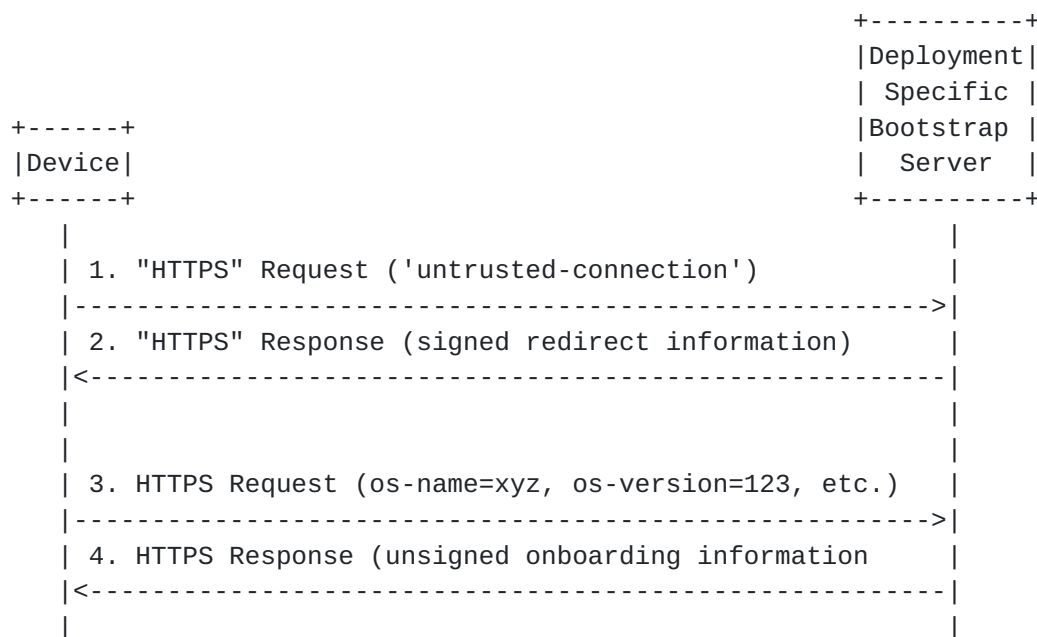 Deployment
Specific
Bootstrap
Device
Server
1. "HTTPS" Request ('untrusted-connection')
2. "HTTPS" Response (signed redirect information)
3. HTTPS Request (os-name=xyz, os-version=123, etc.)
4. HTTPS Response (unsigned onboarding information